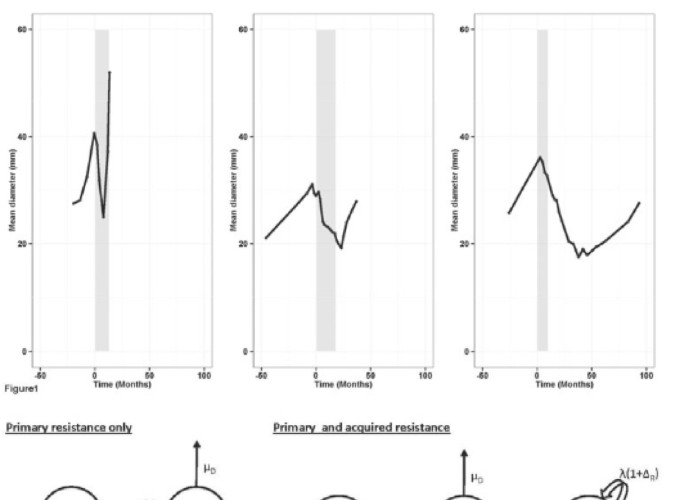 60
40
20
0
Mean diameter (mm)
-50 0 50 100
Time (Months)
60
40
20
0
Mean diameter (mm)
-50 0 50 100
Time (Months)
60
40
20
0
Mean diameter (mm)
-50 0 50 100
Time (Months)
Figure1
Primary resistance only
Primary and acquired resistance
μD
μD
λ(1+ΔR)